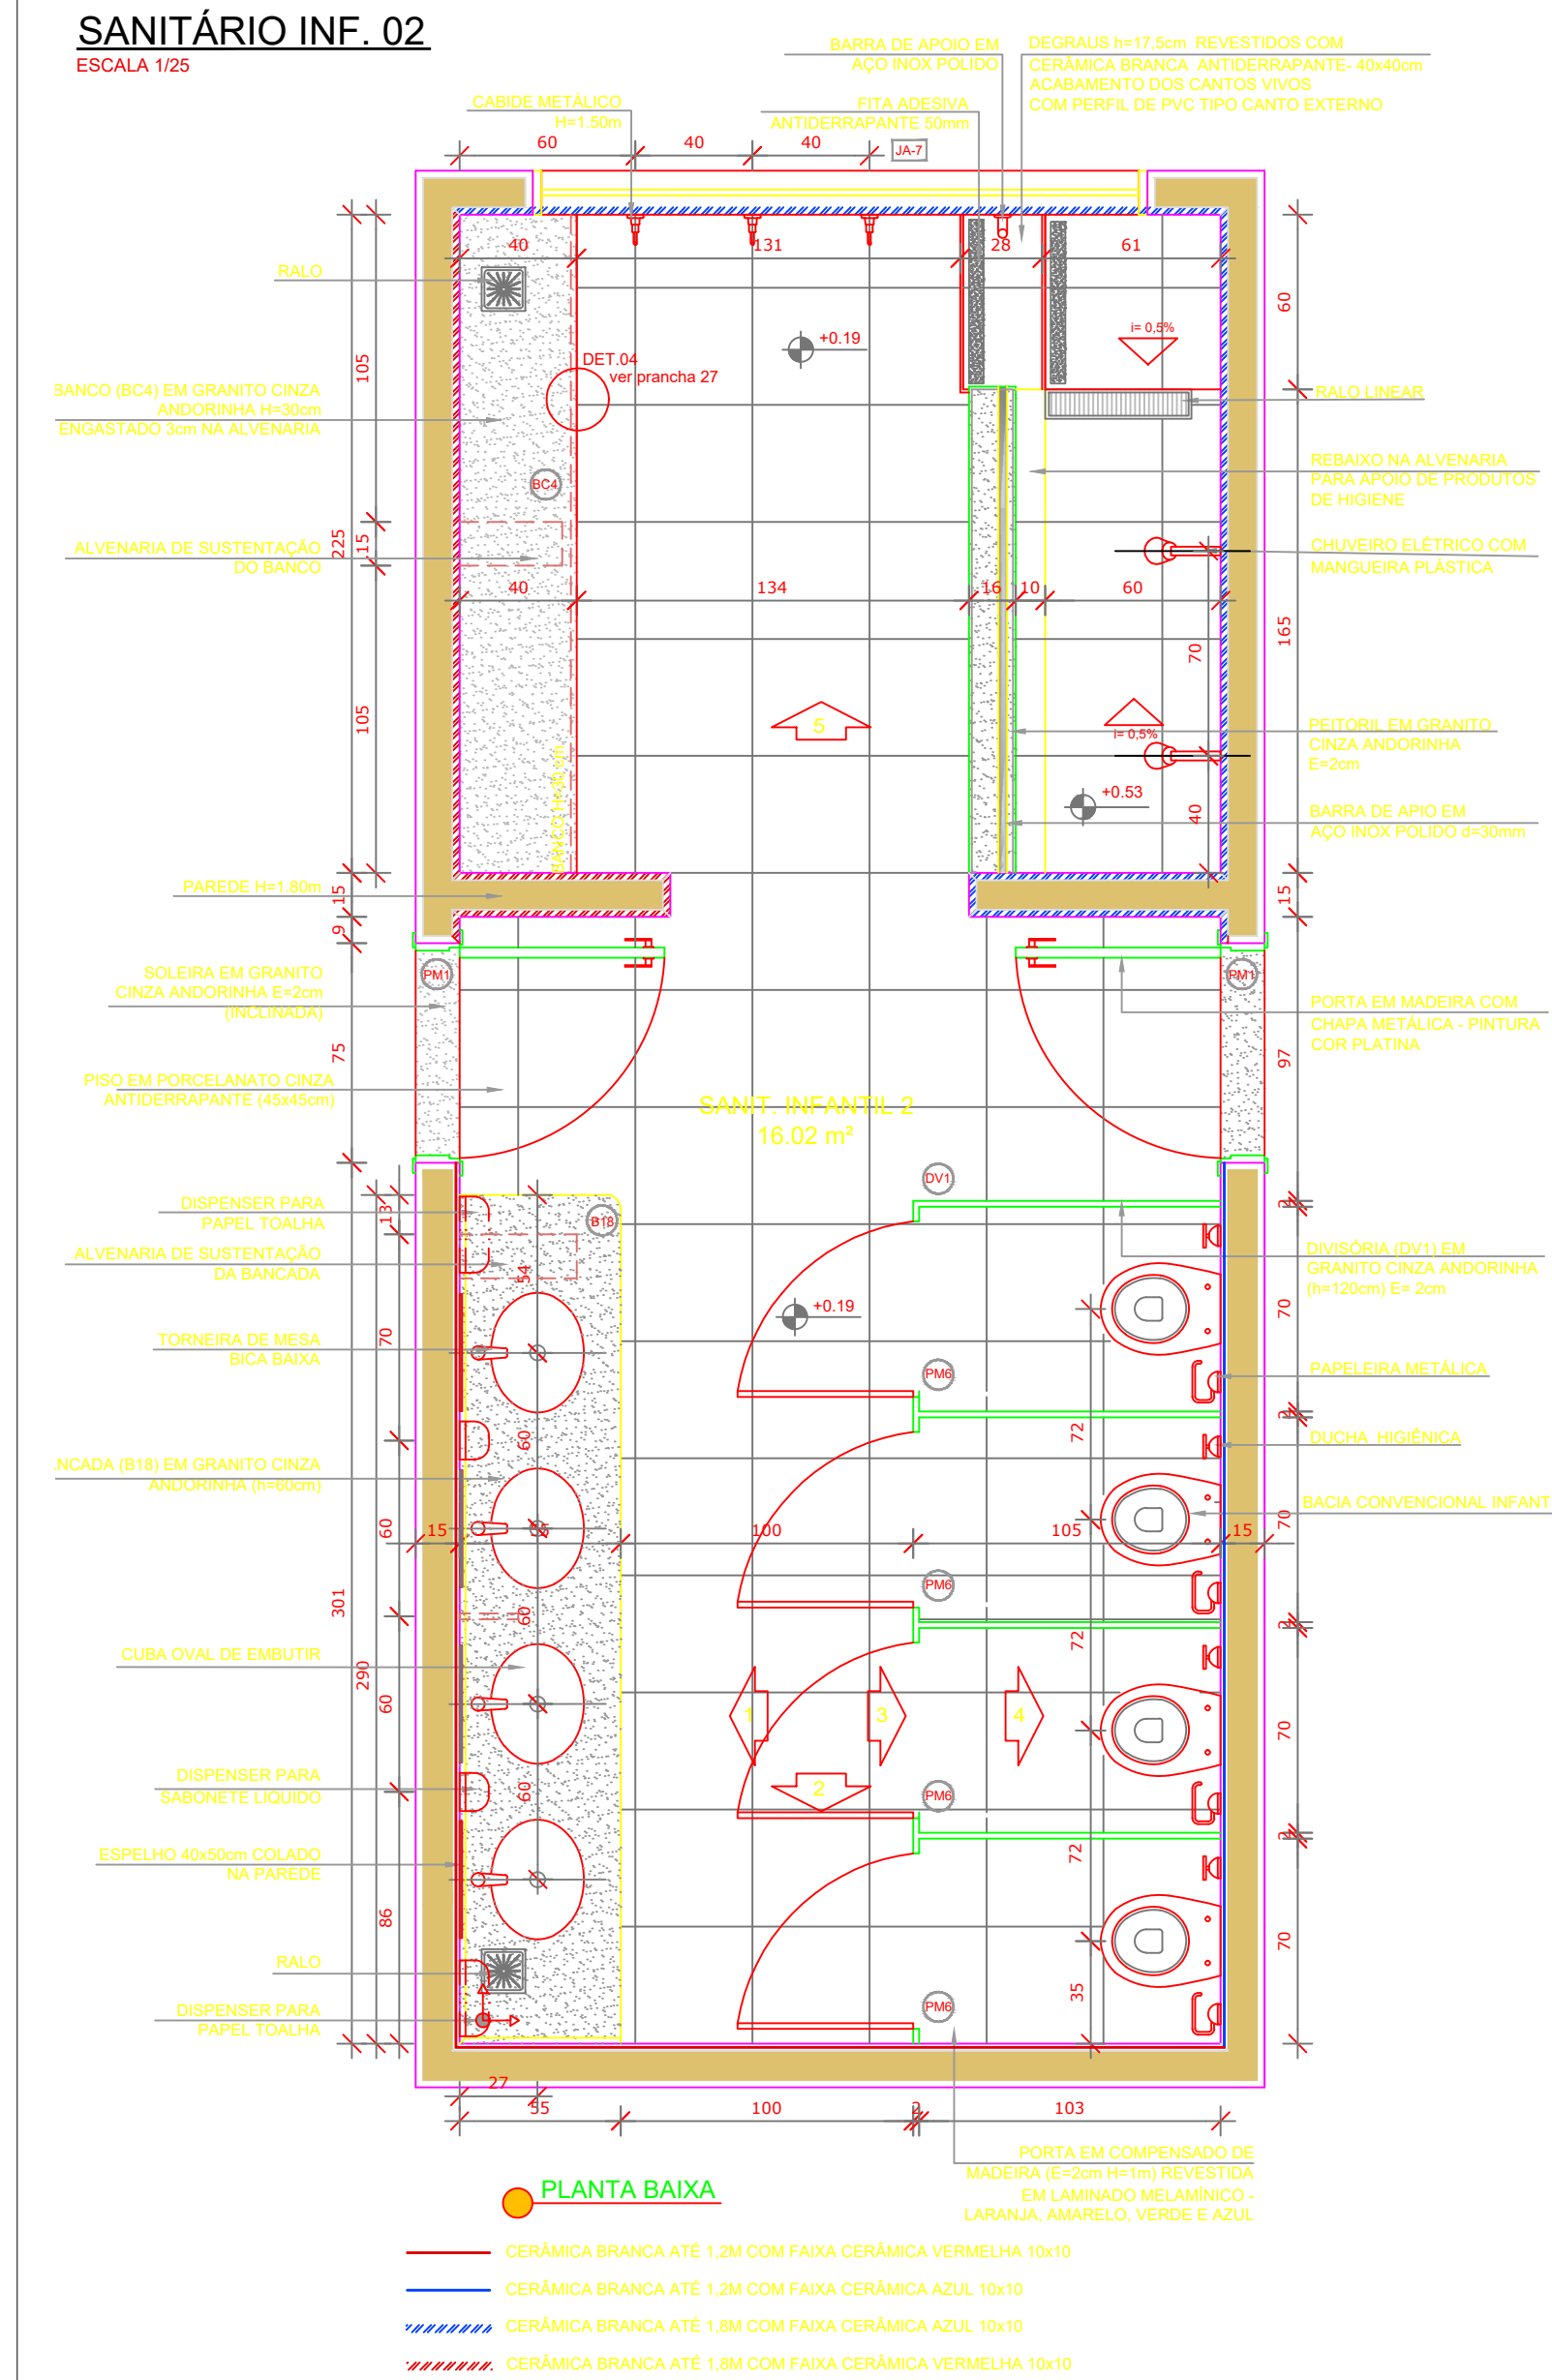 SANITÁRIO INF. 02
ESCALA 1/25
BARRA DE APOIO EM
AÇO INOX POLIDO
DEGRAUS h=17,5cm REVESTIDOS COM
CERÂMICA BRANCA ANTIDERRAPANTE- 40x40cm
ACABAMENTO DOS CANTOS VIVOS
COM PERFIL DE PVC TIPO CANTO EXTERNO
CABIDE METÁLICO
H=1.50m
FITA ADESIVA
ANTIDERRAPANTE 50mm
60
40
40
JA-7
40
131
28
61
RALO
60
i= 0,5%
+0.19
DET.04
ver prancha 27
105
BANCO (BC4) EM GRANITO CINZA
ANDORINHA H=30cm
ENGASTADO 3cm NA ALVENARIA
RALO LINEAR
BC4
REBAIXO NA ALVENARIA
PARA APOIO DE PRODUTOS
DE HIGIENE
225
15
ALVENARIA DE SUSTENTAÇÃO
DO BANCO
CHUVEIRO ELÉTRICO COM
MANGUEIRA PLÁSTICA
40
134
16
10
60
165
70
105
5
i= 0,5%
PEITORIL EM GRANITO
CINZA ANDORINHA
E=2cm
BANCO H=30 cm
+0.53
40
BARRA DE APIO EM
AÇO INOX POLIDO d=30mm
PAREDE H=1.80m
15
15
9
PM1
PM1
SOLEIRA EM GRANITO
CINZA ANDORINHA E=2cm
(INCLINADA)
PORTA EM MADEIRA COM
CHAPA METÁLICA - PINTURA
COR PLATINA
75
97
PISO EM PORCELANATO CINZA
ANTIDERRAPANTE (45x45cm)
SANIT. INFANTIL 2
16.02 m²
DV1
DISPENSER PARA
PAPEL TOALHA
13
B18
2
ALVENARIA DE SUSTENTAÇÃO
DA BANCADA
54
DIVISÓRIA (DV1) EM
GRANITO CINZA ANDORINHA
(h=120cm) E= 2cm
+0.19
70
70
TORNEIRA DE MESA
BICA BAIXA
PM6
PAPELEIRA METÁLICA
2
60
72
DUCHA HIGIÊNICA
NCADA (B18) EM GRANITO CINZA
ANDORINHA (h=60cm)
BACIA CONVENCIONAL INFANT
60
15
100
105
15
70
PM6
301
60
2
72
CUBA OVAL DE EMBUTIR
290
60
1
3
4
70
DISPENSER PARA
SABONETE LÍQUIDO
60
2
PM6
2
ESPELHO 40x50cm COLADO
NA PAREDE
72
86
70
RALO
35
DISPENSER PARA
PAPEL TOALHA
PM6
27
55
100
2
103
PORTA EM COMPENSADO DE
MADEIRA (E=2cm H=1m) REVESTIDA
EM LAMINADO MELAMÍNICO -
LARANJA, AMARELO, VERDE E AZUL
PLANTA BAIXA
CERÂMICA BRANCA ATÉ 1,2M COM FAIXA CERÂMICA VERMELHA 10x10
CERÂMICA BRANCA ATÉ 1,2M COM FAIXA CERÂMICA AZUL 10x10
CERÂMICA BRANCA ATÉ 1,8M COM FAIXA CERÂMICA AZUL 10x10
CERÂMICA BRANCA ATÉ 1,8M COM FAIXA CERÂMICA VERMELHA 10x10